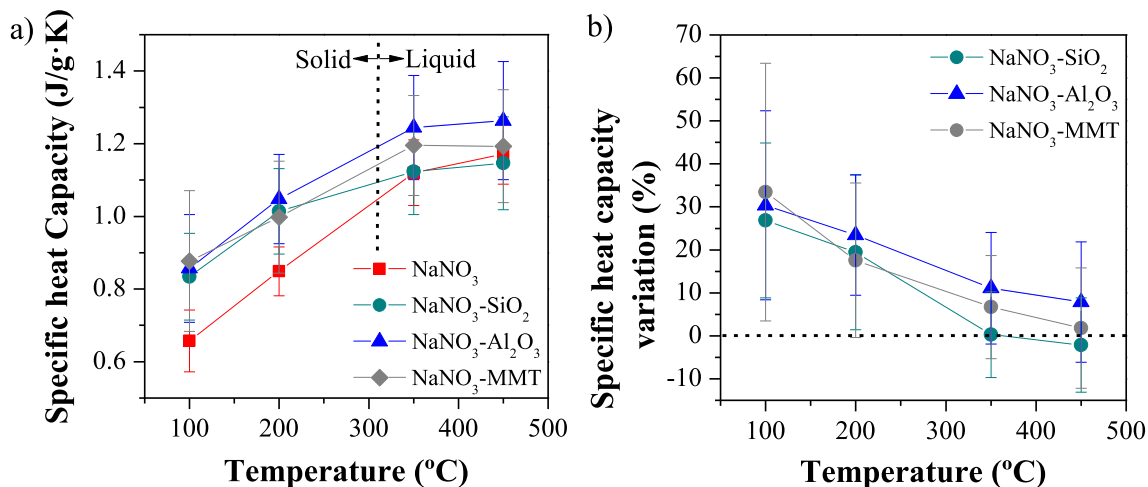 a)
Specific heat Capacity (J/g·K)
1.4
1.2
1.0
0.8
0.6
Solid
Liquid
NaNO₃
NaNO₃-SiO₂
NaNO₃-Al₂O₃
NaNO₃-MMT
100
200
300
400
500
Temperature (ºC)
b)
Specific heat capacity
variation (%)
70
60
50
40
30
20
10
0
-10
NaNO₃-SiO₂
NaNO₃-Al₂O₃
NaNO₃-MMT
100
200
300
400
500
Temperature (ºC)